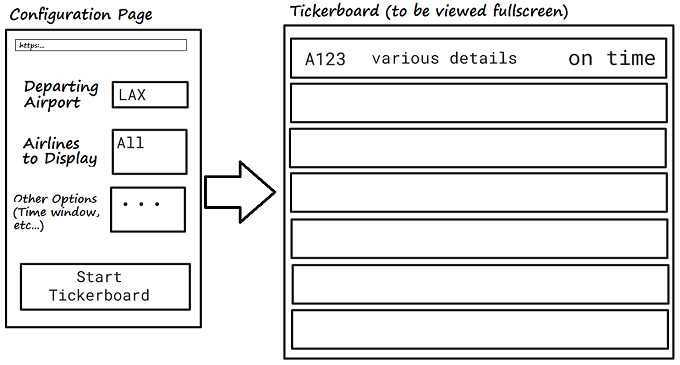 Configuration Page
https:...
Departing
Airport
LAX
Airlines
to Display
All
Other Options
(Time window,
etc...)
...
Start
Tickerboard
Tickerboard (to be viewed fullscreen)
A123 various details on time